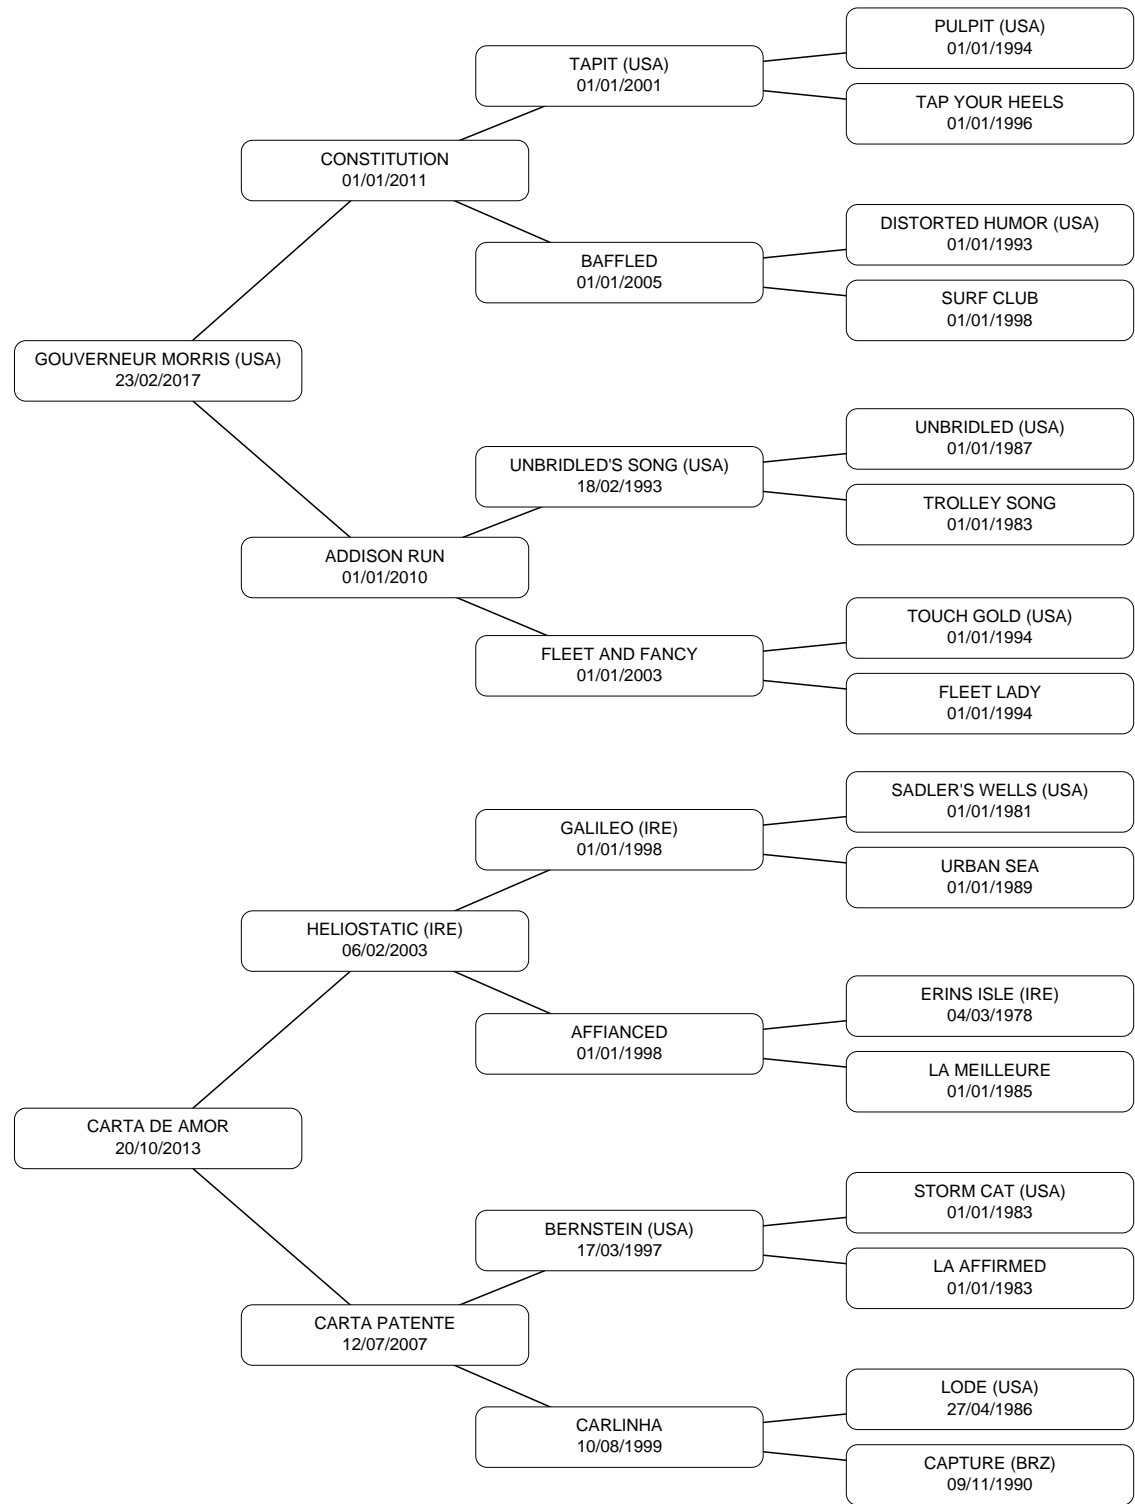 PULPIT (USA)
01/01/1994
TAPIT (USA)
01/01/2001
TAP YOUR HEELS
01/01/1996
CONSTITUTION
01/01/2011
DISTORTED HUMOR (USA)
01/01/1993
BAFFLED
01/01/2005
SURF CLUB
01/01/1998
GOUVERNEUR MORRIS (USA)
23/02/2017
UNBRIDLED (USA)
01/01/1987
UNBRIDLED'S SONG (USA)
18/02/1993
TROLLEY SONG
01/01/1983
ADDISON RUN
01/01/2010
TOUCH GOLD (USA)
01/01/1994
FLEET AND FANCY
01/01/2003
FLEET LADY
01/01/1994
SADLER'S WELLS (USA)
01/01/1981
GALILEO (IRE)
01/01/1998
URBAN SEA
01/01/1989
HELIOSTATIC (IRE)
06/02/2003
ERINS ISLE (IRE)
04/03/1978
AFFIANCED
01/01/1998
LA MEILLEURE
01/01/1985
CARTA DE AMOR
20/10/2013
STORM CAT (USA)
01/01/1983
BERNSTEIN (USA)
17/03/1997
LA AFFIRMED
01/01/1983
CARTA PATENTE
12/07/2007
LODE (USA)
27/04/1986
CARLINHA
10/08/1999
CAPTURE (BRZ)
09/11/1990